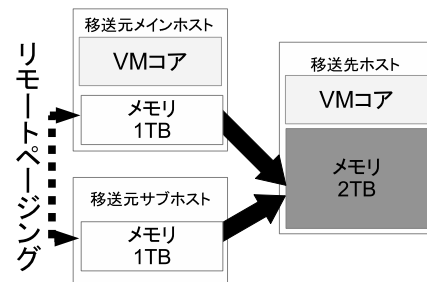 リモートページング
移送元メインホスト
VMコア
メモリ
1TB
移送元サブホスト
メモリ
1TB
移送先ホスト
VMコア
メモリ
2TB